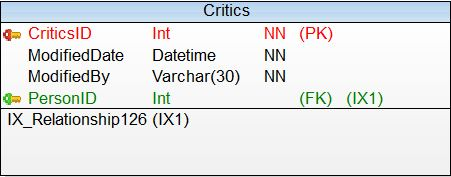 Critics
CriticsID Int NN (PK)
ModifiedDate Datetime NN
ModifiedBy Varchar(30) NN
PersonID Int (FK) (IX1)
IX_Relationship126 (IX1)